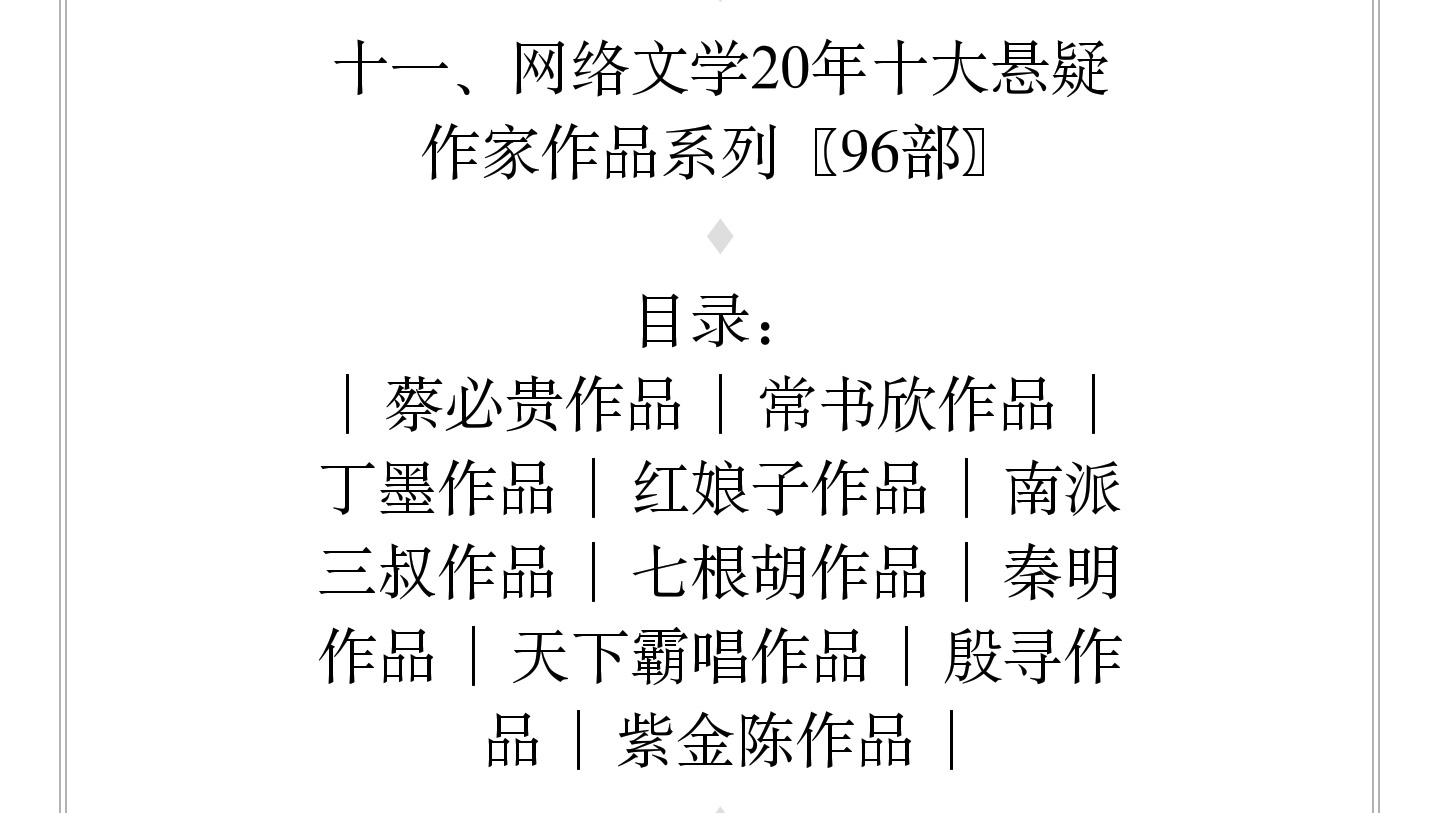 十一、网络文学20年十大悬疑
作家作品系列〖96部〗
目录：
｜蔡必贵作品｜常书欣作品｜
丁墨作品｜红娘子作品｜南派
三叔作品｜七根胡作品｜秦明
作品｜天下霸唱作品｜殷寻作
品｜紫金陈作品｜